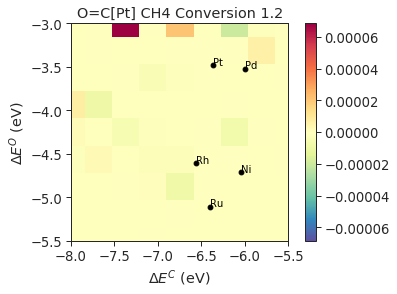 O=C[Pt] CH4 Conversion 1.2
−3.0
−3.5
−4.0
−4.5
−5.0
−5.5
ΔE^O (eV)
Pt
Pd
Rh
Ni
Ru
−8.0 −7.5 −7.0 −6.5 −6.0 −5.5
ΔE^C (eV)
0.00006
0.00004
0.00002
0.00000
−0.00002
−0.00004
−0.00006